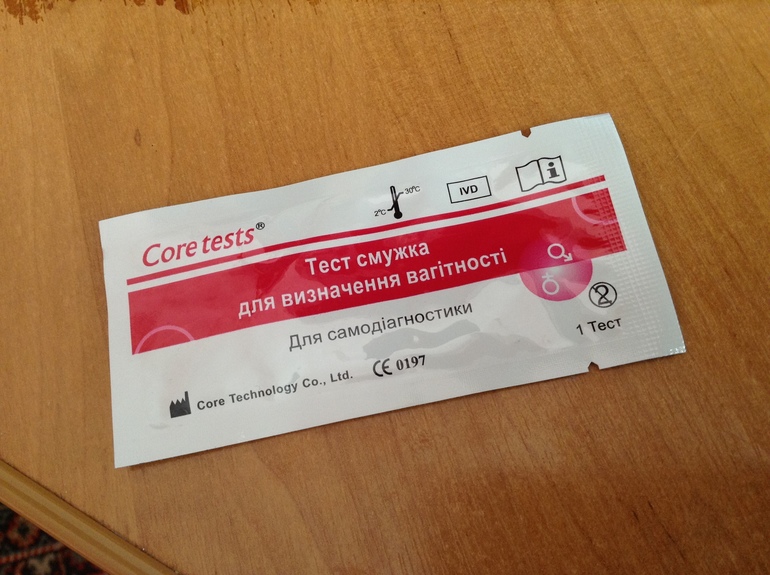 2°C 30°C
IVD
i
Core tests®
Тест смужка
для визначення вагітності
Для самодіагностики
2
1 Тест
Core Technology Co., Ltd. CE 0197